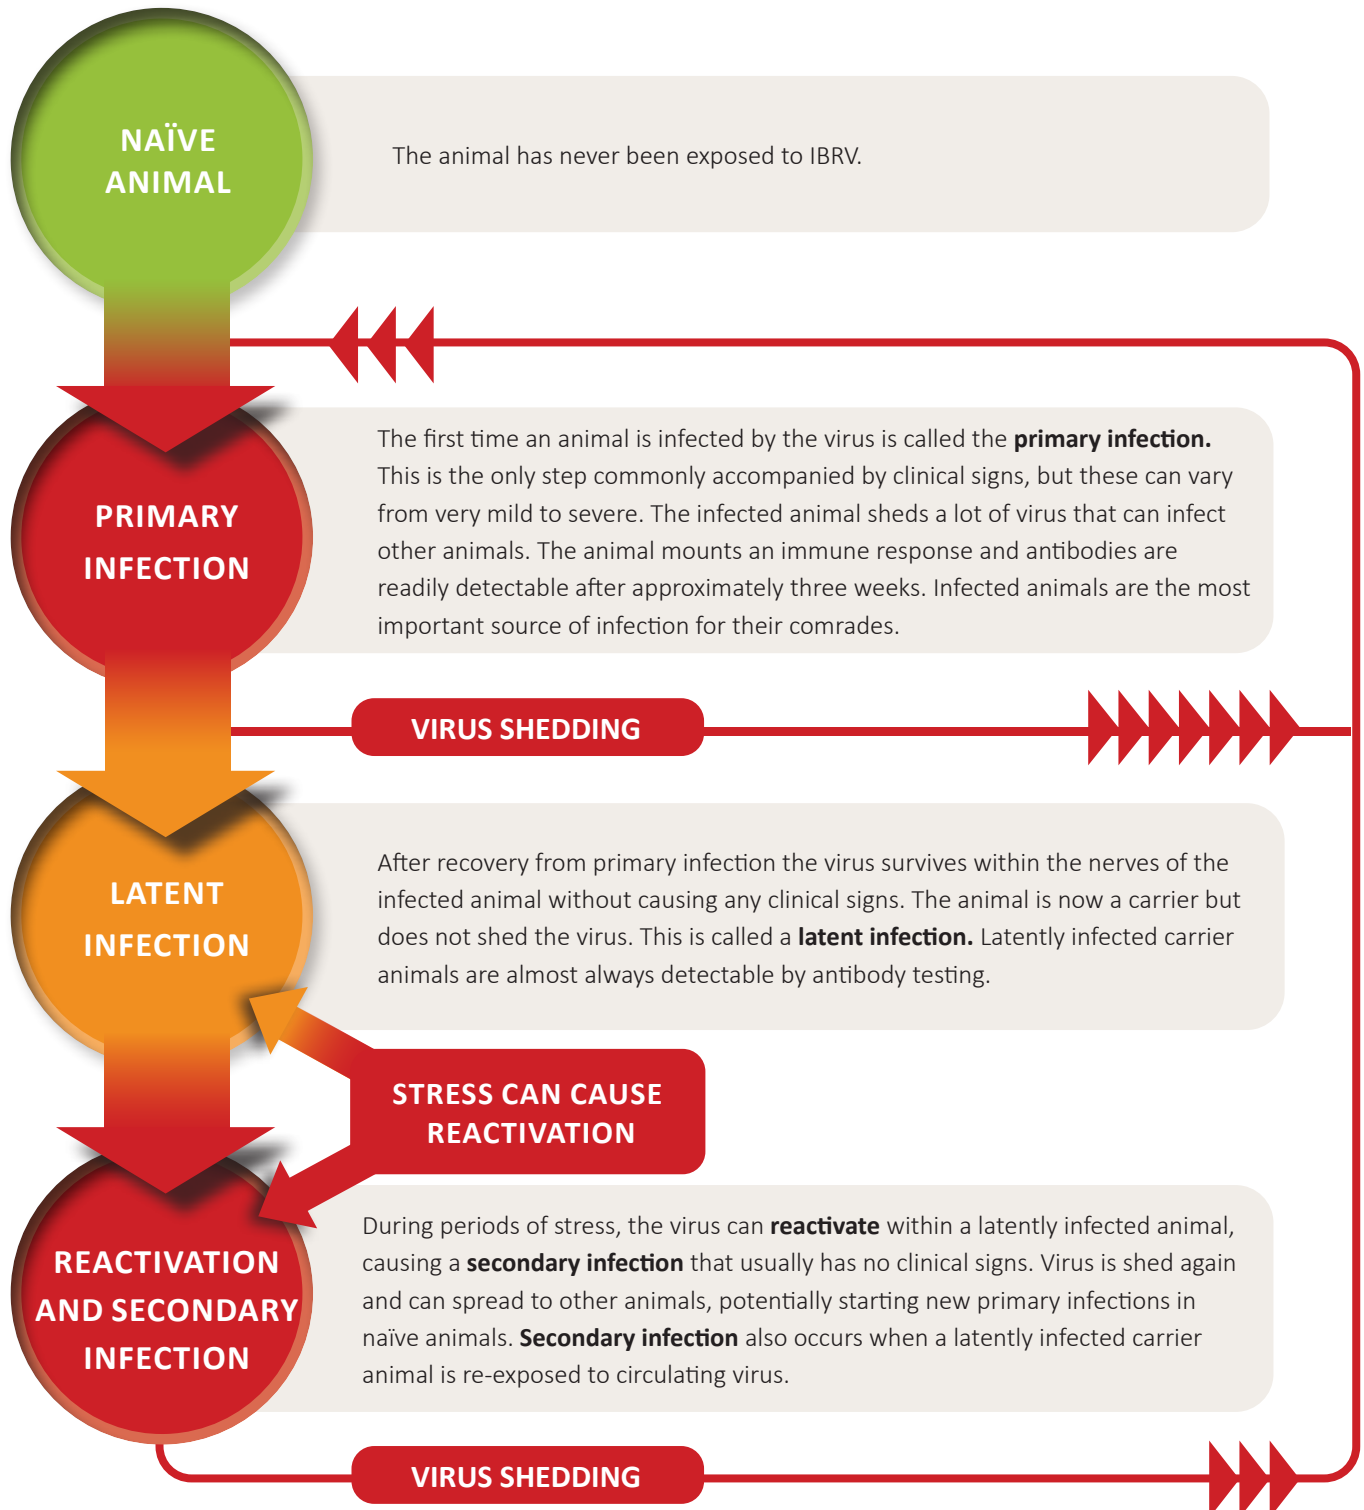 NAÏVE
ANIMAL
The animal has never been exposed to IBRV.
PRIMARY
INFECTION
The first time an animal is infected by the virus is called the primary infection.
This is the only step commonly accompanied by clinical signs, but these can vary
from very mild to severe. The infected animal sheds a lot of virus that can infect
other animals. The animal mounts an immune response and antibodies are
readily detectable after approximately three weeks. Infected animals are the most
important source of infection for their comrades.
VIRUS SHEDDING
LATENT
INFECTION
After recovery from primary infection the virus survives within the nerves of the
infected animal without causing any clinical signs. The animal is now a carrier but
does not shed the virus. This is called a latent infection. Latently infected carrier
animals are almost always detectable by antibody testing.
STRESS CAN CAUSE
REACTIVATION
REACTIVATION
AND SECONDARY
INFECTION
During periods of stress, the virus can reactivate within a latently infected animal,
causing a secondary infection that usually has no clinical signs. Virus is shed again
and can spread to other animals, potentially starting new primary infections in
naïve animals. Secondary infection also occurs when a latently infected carrier
animal is re-exposed to circulating virus.
VIRUS SHEDDING